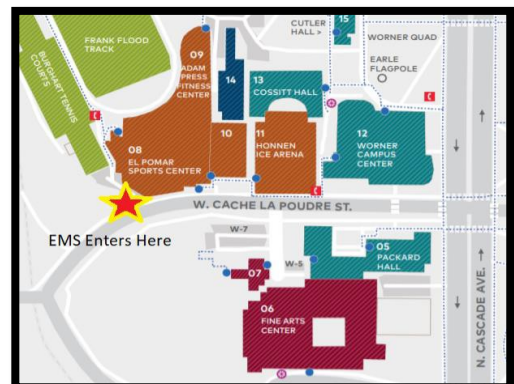 FRANK FLOOD
TRACK
BURGHART TENNIS
COURTS
09
ADAM
PRESS
FITNESS
CENTER
14
15
CUTLER
HALL >
WORNER QUAD
EARLE
FLAGPOLE
13
COSSITT HALL
08
EL POMAR
SPORTS CENTER
10
11
HONNEN
ICE ARENA
12
WORNER
CAMPUS
CENTER
W. CACHE LA POUDRE ST.
EMS Enters Here
W-7
07
W-5
05
PACKARD
HALL
06
FINE ARTS
CENTER
N. CASCADE AVE.